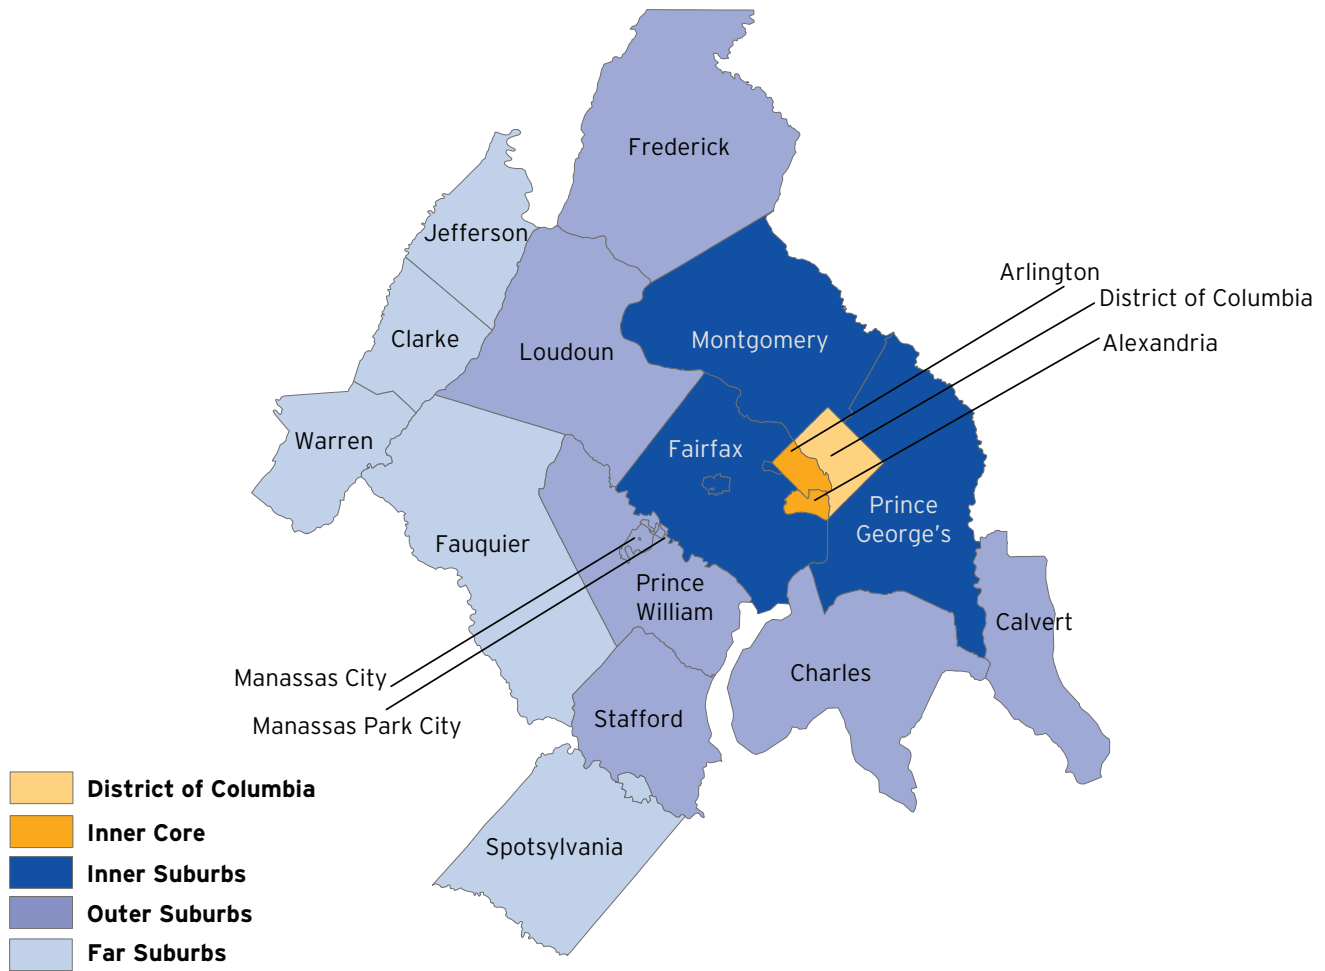 Frederick
Jefferson
Arlington
District of Columbia
Clarke
Loudoun
Montgomery
Alexandria
Warren
Fairfax
Prince
George's
Fauquier
Prince
William
Calvert
Manassas City
Charles
Manassas Park City
Stafford
District of Columbia
Inner Core
Spotsylvania
Inner Suburbs
Outer Suburbs
Far Suburbs